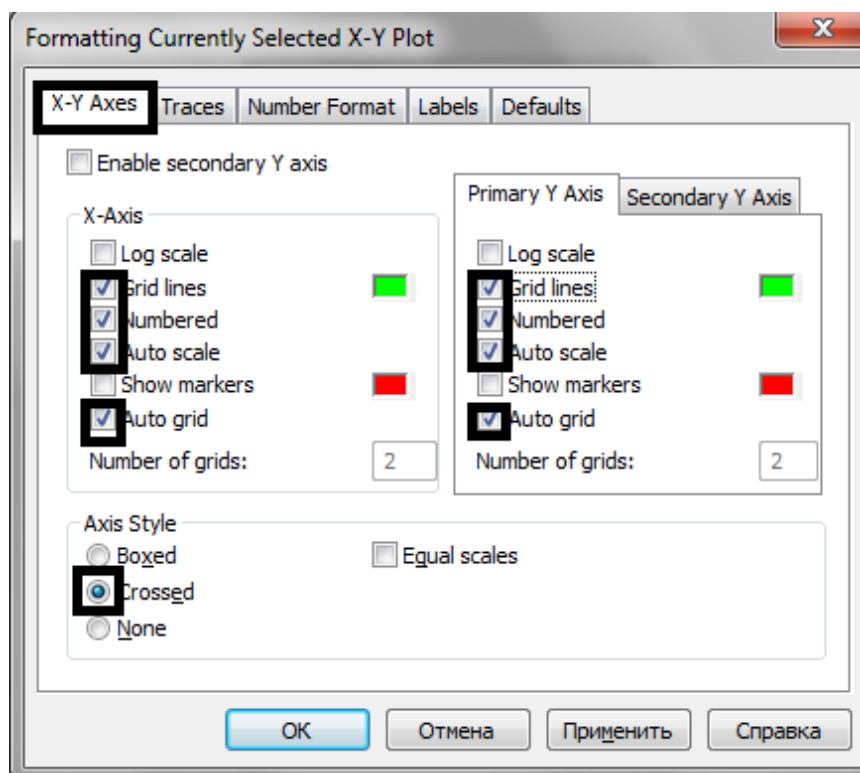 Formatting Currently Selected X-Y Plot
X-Y Axes Traces Number Format Labels Defaults
Enable secondary Y axis
X-Axis
Log scale
Grid lines
Numbered
Auto scale
Show markers
Auto grid
Number of grids: 2
Primary Y Axis Secondary Y Axis
Log scale
Grid lines
Numbered
Auto scale
Show markers
Auto grid
Number of grids: 2
Axis Style
Boxed Equal scales
Crossed
None
OK Отмена Применить Справка